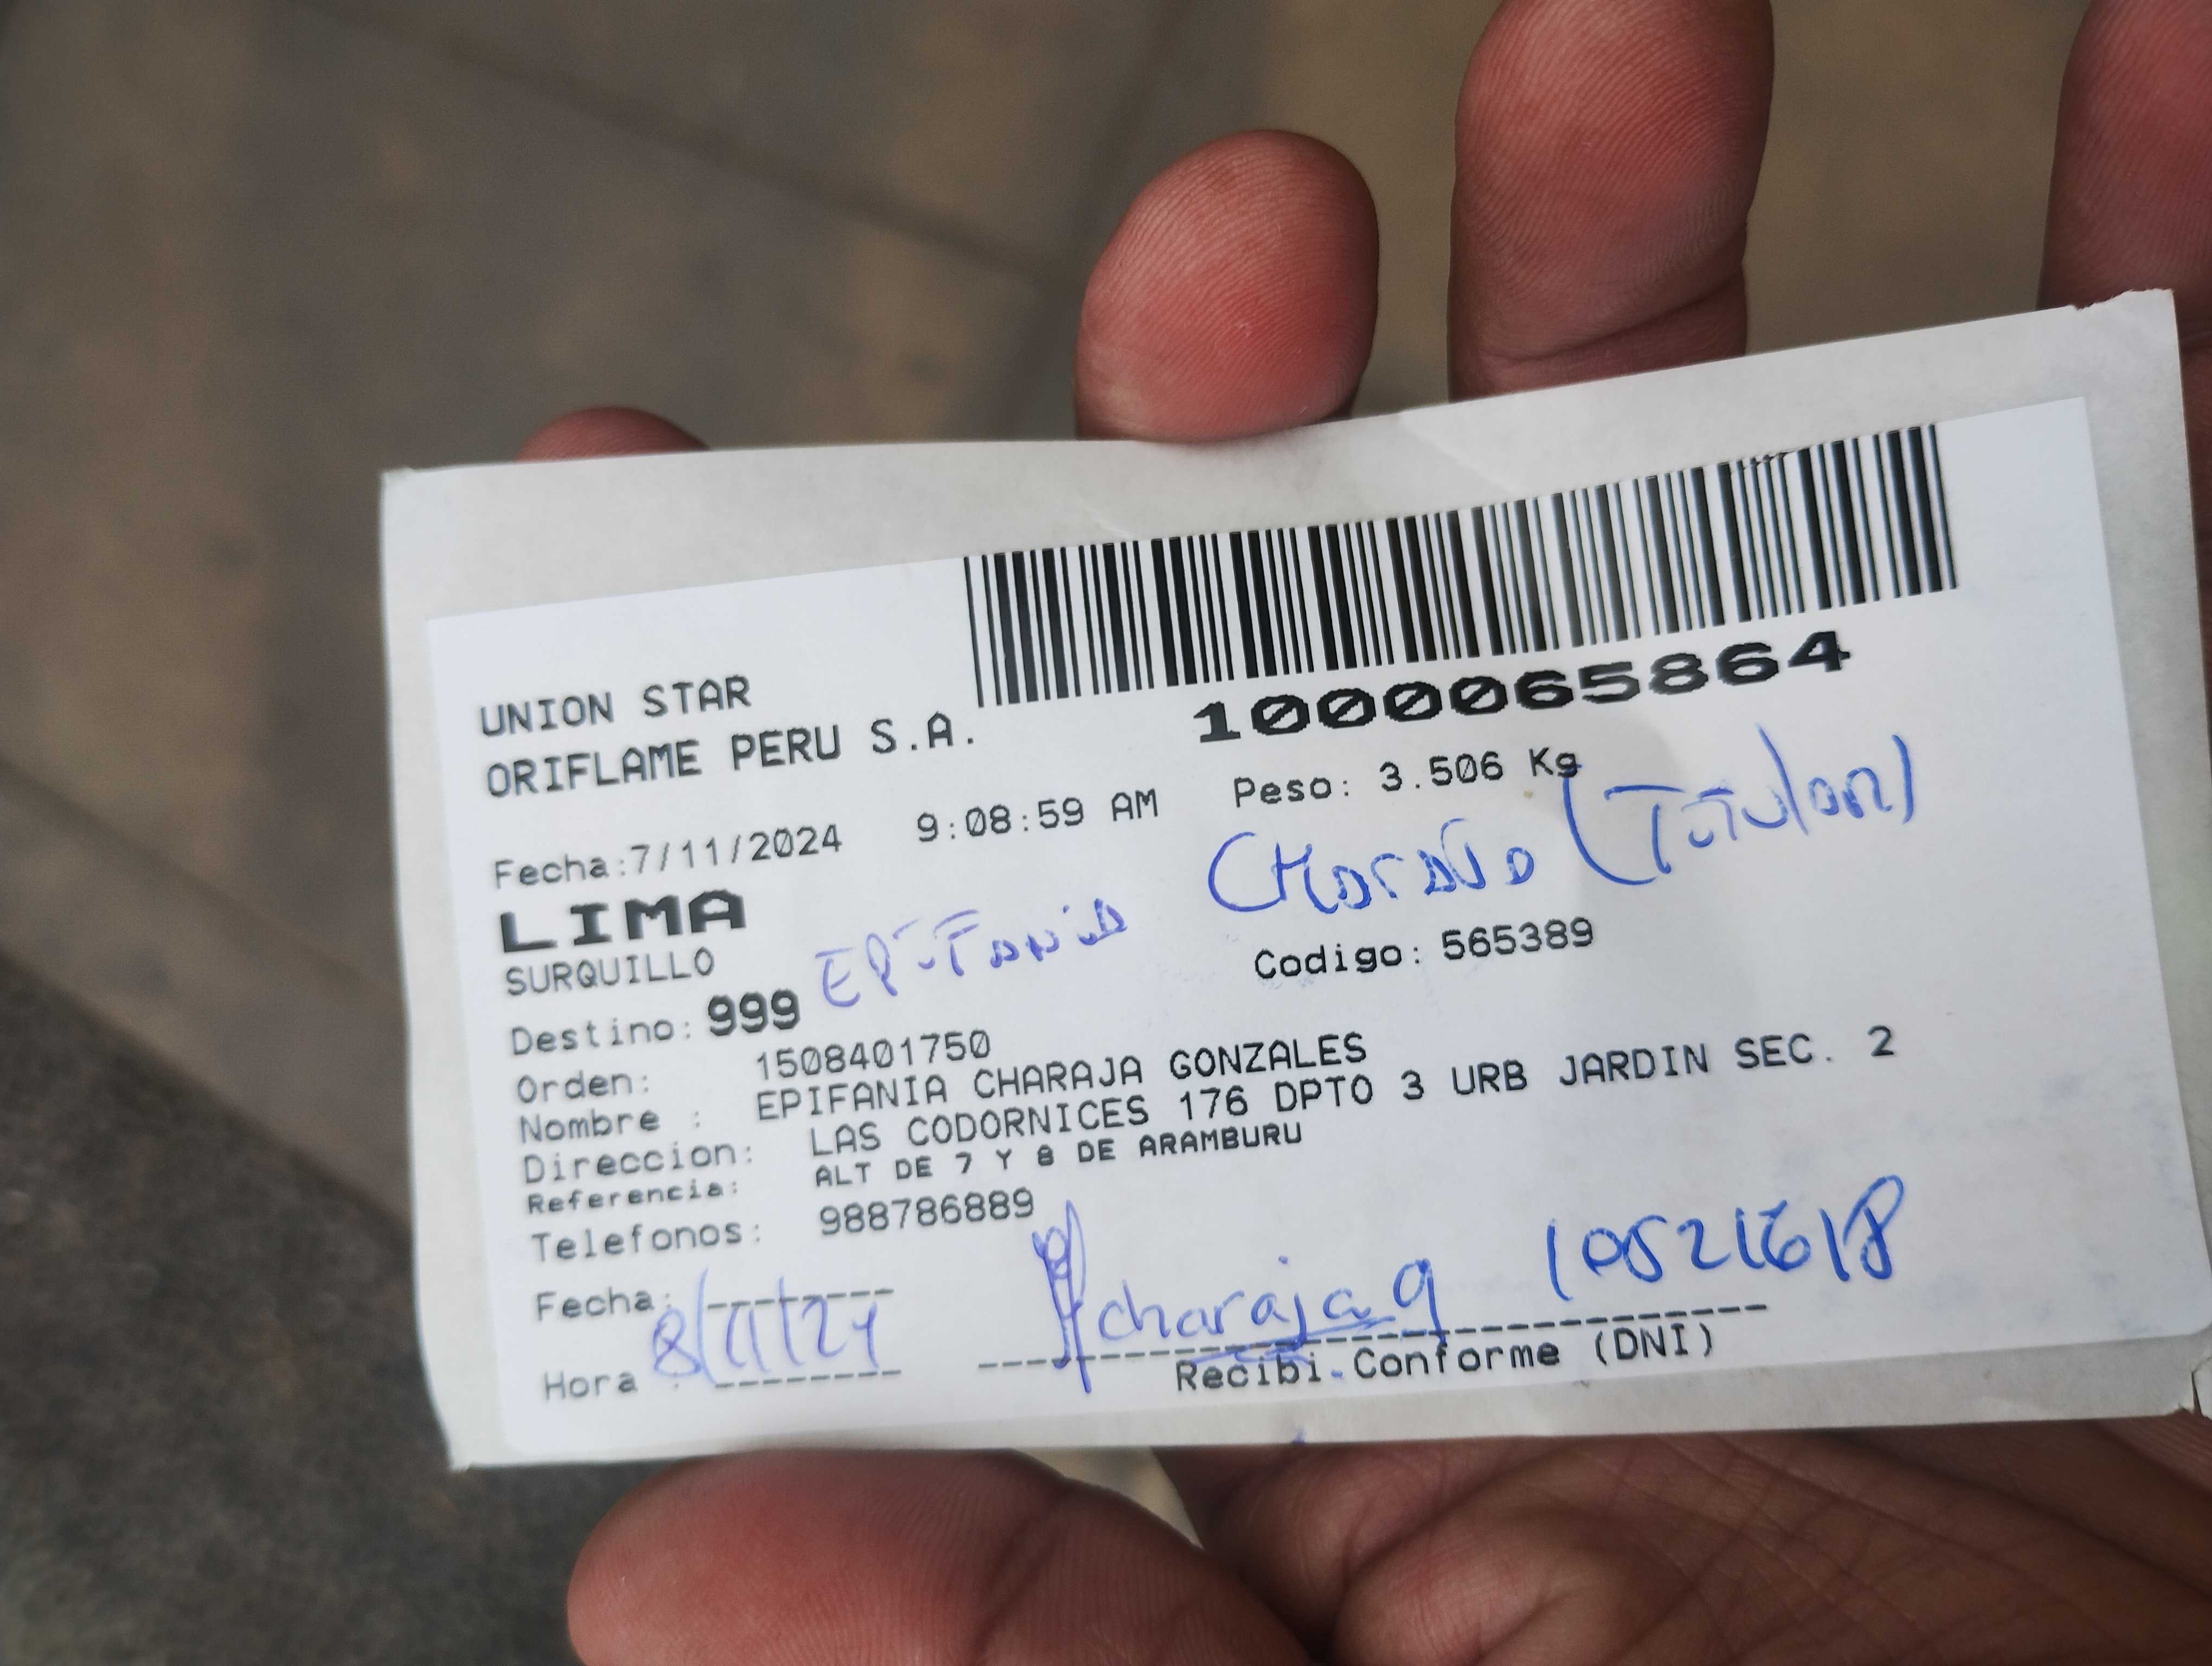 UNION STAR
ORIFLAME PERU S.A.
1000065864
Fecha:7/11/2024 9:08:59 AM Peso: 3.506 Kg
LIMA
SURQUILLO
EPiFania Charajo (Titular)
Destino: 999 Codigo: 565389
Orden: 1508401750
Nombre : EPIFANIA CHARAJA GONZALES
Direccion: LAS CODORNICES 176 DPTO 3 URB JARDIN SEC. 2
Referencia: ALT DE 7 Y 8 DE ARAMBURU
Telefonos: 988786889
Fecha: 8/11/24 charaja g 10521618
Hora :
Recibi Conforme (DNI)